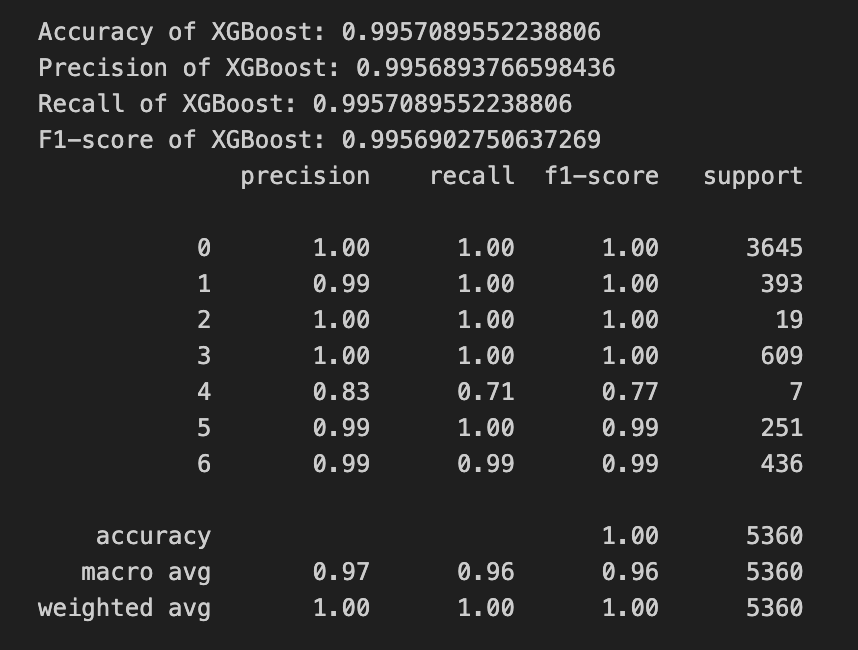 Accuracy of XGBoost: 0.9957089552238806
Precision of XGBoost: 0.9956893766598436
Recall of XGBoost: 0.9957089552238806
F1-score of XGBoost: 0.9956902750637269
precision recall f1-score support
0 1.00 1.00 1.00 3645
1 0.99 1.00 1.00 393
2 1.00 1.00 1.00 19
3 1.00 1.00 1.00 609
4 0.83 0.71 0.77 7
5 0.99 1.00 0.99 251
6 0.99 0.99 0.99 436
accuracy 1.00 5360
macro avg 0.97 0.96 0.96 5360
weighted avg 1.00 1.00 1.00 5360